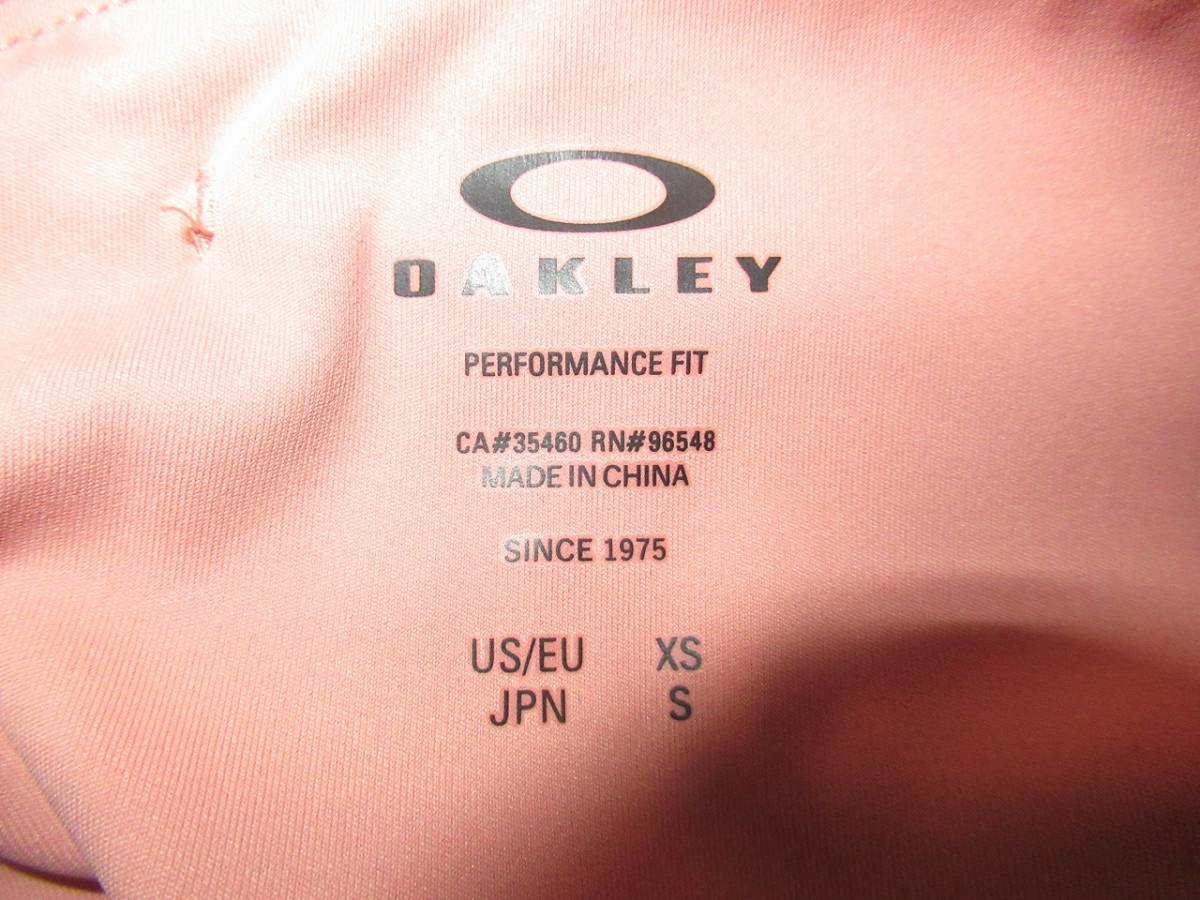 OAKLEY
PERFORMANCE FIT
CA#35460 RN#96548
MADE IN CHINA
SINCE 1975
US/EU XS
JPN S